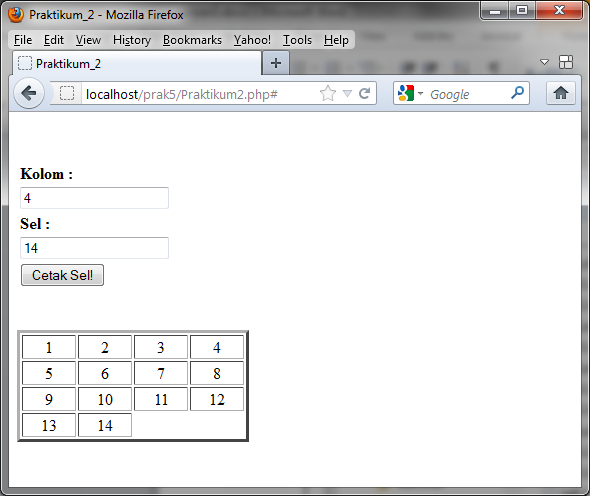 Praktikum_2 - Mozilla Firefox
File Edit View History Bookmarks Yahoo! Tools Help
Praktikum_2
localhost/prak5/Praktikum2.php#
Google
Kolom :
4
Sel :
14
Cetak Sel!
1 2 3 4
5 6 7 8
9 10 11 12
13 14